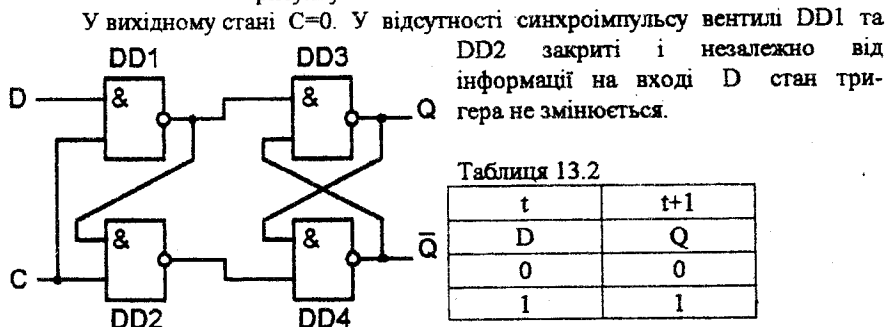 У вихідному стані C=0. У відсутності синхроімпульсу вентилі DD1 та
DD2 закриті і незалежно від
інформації на вході D стан три-
гера не змінюється.
DD1 DD3
D & & Q
& & Q̅
C
DD2 DD4
Таблиця 13.2
t t+1
D Q
0 0
1 1